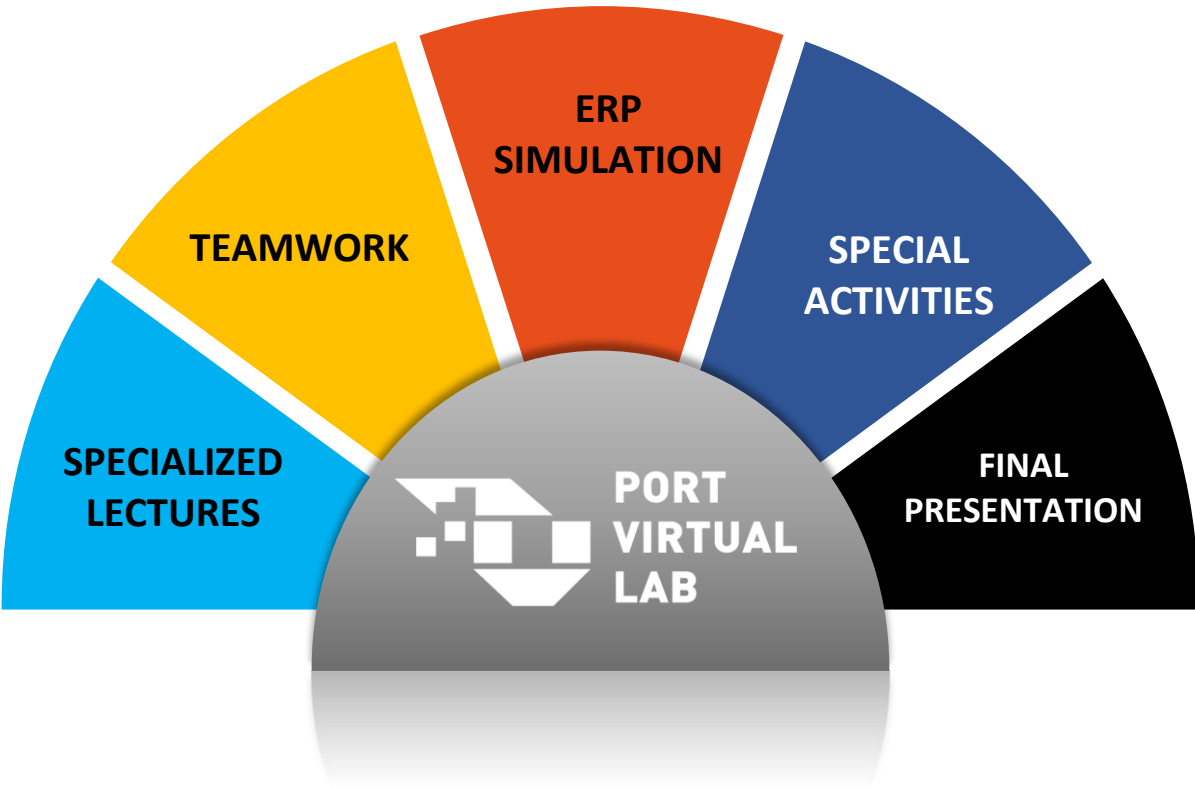 ERP
SIMULATION
TEAMWORK
SPECIAL
ACTIVITIES
SPECIALIZED
LECTURES
FINAL
PRESENTATION
PORT
VIRTUAL
LAB